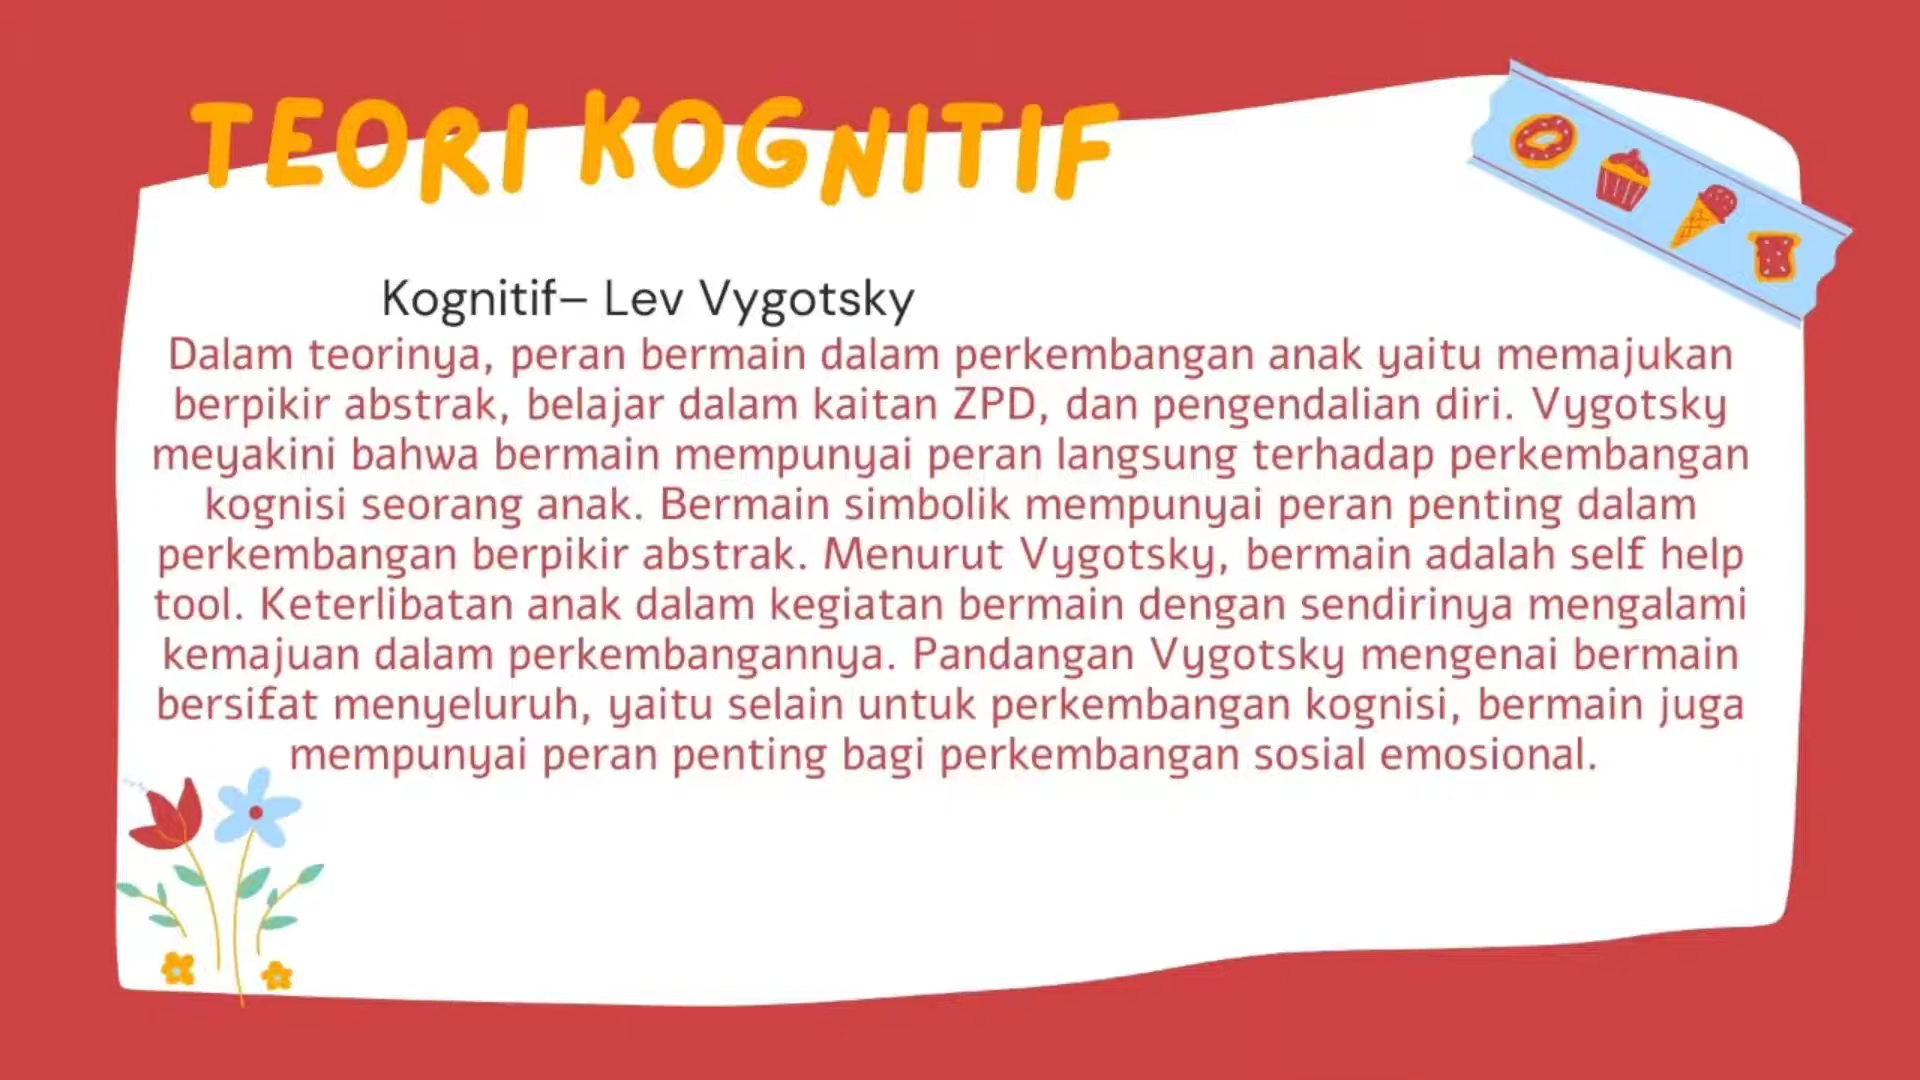 TEORI KOGNITIF
Kognitif– Lev Vygotsky
Dalam teorinya, peran bermain dalam perkembangan anak yaitu memajukan
berpikir abstrak, belajar dalam kaitan ZPD, dan pengendalian diri. Vygotsky
meyakini bahwa bermain mempunyai peran langsung terhadap perkembangan
kognisi seorang anak. Bermain simbolik mempunyai peran penting dalam
perkembangan berpikir abstrak. Menurut Vygotsky, bermain adalah self help
tool. Keterlibatan anak dalam kegiatan bermain dengan sendirinya mengalami
kemajuan dalam perkembangannya. Pandangan Vygotsky mengenai bermain
bersifat menyeluruh, yaitu selain untuk perkembangan kognisi, bermain juga
mempunyai peran penting bagi perkembangan sosial emosional.